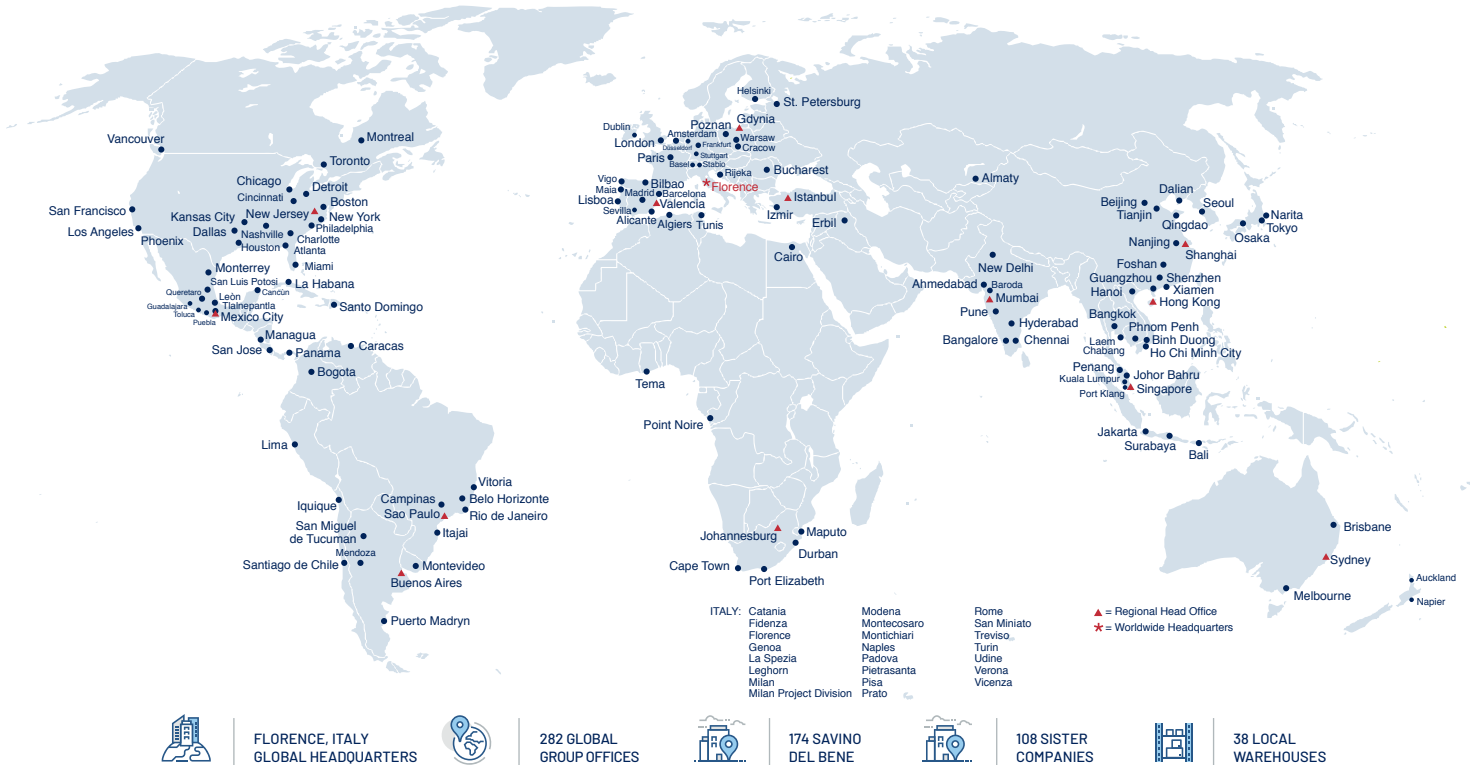 Helsinki
St. Petersburg
Gdynia
Poznan
Dublin
Amsterdam
Warsaw
London
Düsseldorf
Frankfurt
Cracow
Paris
Stuttgart
Basel
Stabio
Bucharest
Rijeka
Vigo
Bilbao
Florence
Maia
Madrid
Barcelona
Lisboa
Valencia
Istanbul
Sevilla
Alicante
Algiers
Tunis
Izmir
Erbil
Cairo
Vancouver
Montreal
Toronto
Chicago
Detroit
Cincinnati
Boston
San Francisco
Kansas City
New Jersey
New York
Los Angeles
Dallas
Nashville
Philadelphia
Phoenix
Houston
Charlotte
Atlanta
Monterrey
Miami
San Luis Potosi
La Habana
Queretaro
Leòn
Cancùn
Guadalajara
Tlalnepantla
Santo Domingo
Toluca
Mexico City
Puebla
Managua
San Jose
Panama
Caracas
Bogota
Lima
Vitoria
Iquique
Campinas
Belo Horizonte
Sao Paulo
Rio de Janeiro
San Miguel
de Tucuman
Itajai
Mendoza
Santiago de Chile
Montevideo
Buenos Aires
Puerto Madryn
Tema
Point Noire
Johannesburg
Maputo
Durban
Cape Town
Port Elizabeth
Almaty
Dalian
Beijing
Seoul
Tianjin
Narita
Qingdao
Tokyo
Osaka
Nanjing
Shanghai
New Delhi
Foshan
Ahmedabad
Baroda
Guangzhou
Shenzhen
Hanoi
Xiamen
Mumbai
Hong Kong
Pune
Bangkok
Hyderabad
Phnom Penh
Bangalore
Chennai
Laem
Chabang
Binh Duong
Ho Chi Minh City
Penang
Johor Bahru
Kuala Lumpur
Port Klang
Singapore
Jakarta
Surabaya
Bali
Brisbane
Sydney
Auckland
Melbourne
Napier
ITALY: Catania Modena Rome
Fidenza Montecosaro San Miniato
Florence Montichiari Treviso
Genoa Naples Turin
La Spezia Padova Udine
Leghorn Pietrasanta Verona
Milan Pisa Vicenza
Milan Project Division Prato
▲ = Regional Head Office
* = Worldwide Headquarters
FLORENCE, ITALY
GLOBAL HEADQUARTERS
282 GLOBAL
GROUP OFFICES
174 SAVINO
DEL BENE
108 SISTER
COMPANIES
38 LOCAL
WAREHOUSES